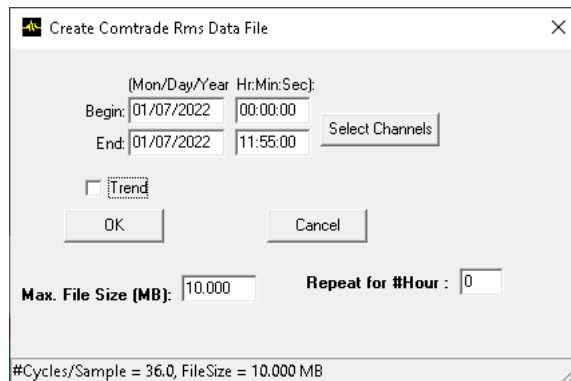 Create Comtrade Rms Data File
(Mon/Day/Year Hr:Min:Sec):
Begin: 01/07/2022 00:00:00
Select Channels
End: 01/07/2022 11:55:00
Trend
OK Cancel
Max. File Size (MB): 10.000 Repeat for #Hour : 0
#Cycles/Sample = 36.0, FileSize = 10.000 MB